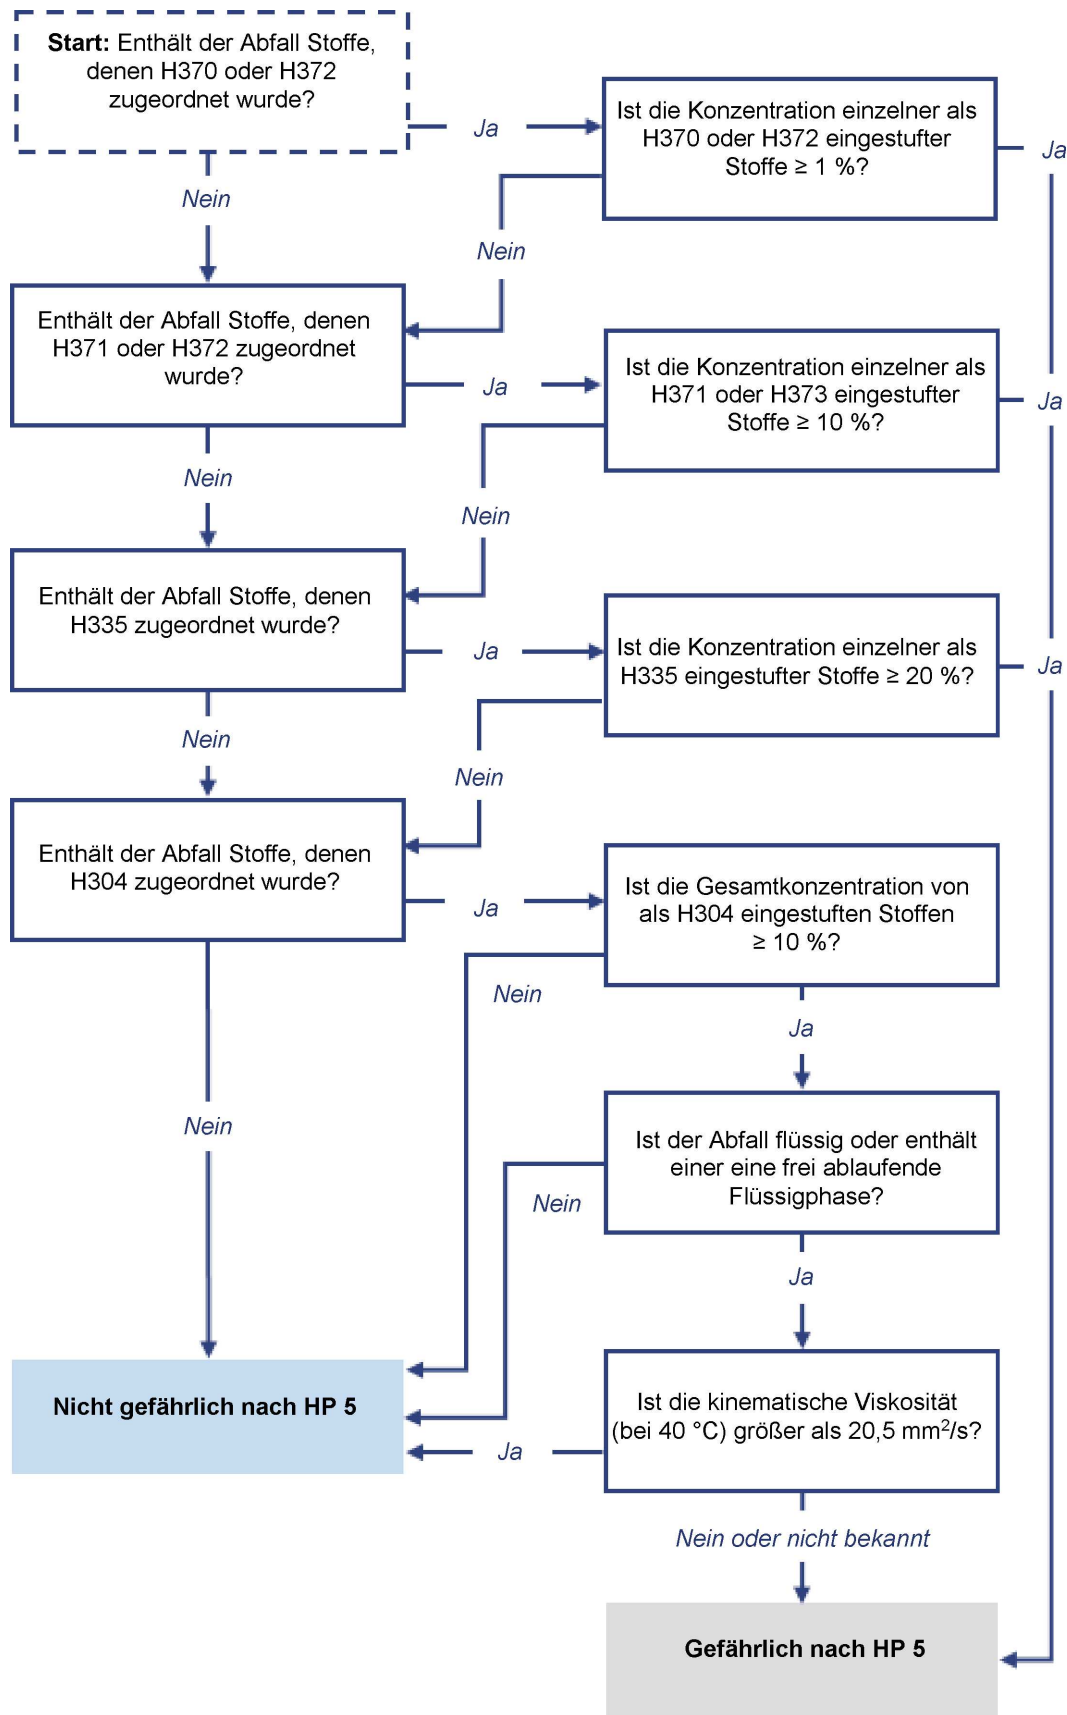 Start: Enthält der Abfall Stoffe,
denen H370 oder H372
zugeordnet wurde?
Ja
Ist die Konzentration einzelner als
H370 oder H372 eingestufter
Stoffe ≥ 1 %?
Ja
Nein
Nein
Enthält der Abfall Stoffe, denen
H371 oder H372 zugeordnet
wurde?
Ja
Ist die Konzentration einzelner als
H371 oder H373 eingestufter
Stoffe ≥ 10 %?
Ja
Nein
Nein
Enthält der Abfall Stoffe, denen
H335 zugeordnet wurde?
Ja
Ist die Konzentration einzelner als
H335 eingestufter Stoffe ≥ 20 %?
Ja
Nein
Nein
Enthält der Abfall Stoffe, denen
H304 zugeordnet wurde?
Ja
Ist die Gesamtkonzentration von
als H304 eingestuften Stoffen
≥ 10 %?
Nein
Ja
Nein
Ist der Abfall flüssig oder enthält
einer eine frei ablaufende
Flüssigphase?
Nein
Ja
Nicht gefährlich nach HP 5
Ist die kinematische Viskosität
(bei 40 °C) größer als 20,5 mm²/s?
Ja
Nein oder nicht bekannt
Gefährlich nach HP 5